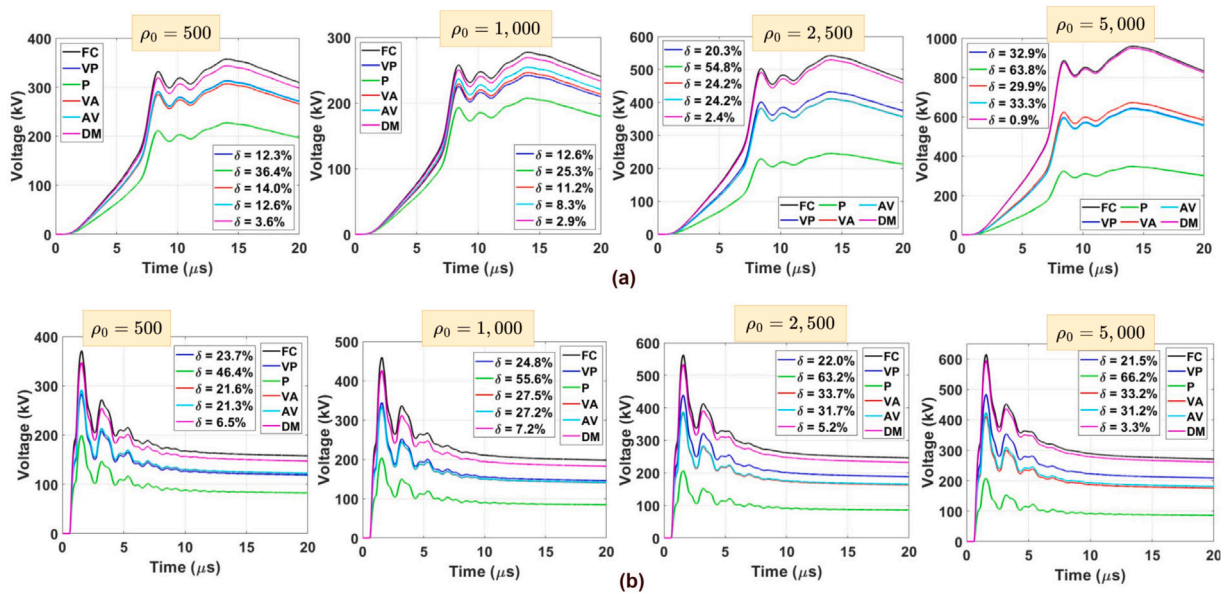 ρ₀ = 500
Voltage (kV)
400
300
200
100
0
FC
VP
P
VA
AV
DM
δ = 12.3%
δ = 36.4%
δ = 14.0%
δ = 12.6%
δ = 3.6%
0 5 10 15 20
Time (μs)
ρ₀ = 1,000
Voltage (kV)
300
200
100
0
FC
VP
P
VA
AV
DM
δ = 12.6%
δ = 25.3%
δ = 11.2%
δ = 8.3%
δ = 2.9%
0 5 10 15 20
Time (μs)
ρ₀ = 2,500
Voltage (kV)
600
500
400
300
200
100
0
δ = 20.3%
δ = 54.8%
δ = 24.2%
δ = 24.2%
δ = 2.4%
FC P AV
VP VA DM
0 5 10 15 20
Time (μs)
ρ₀ = 5,000
Voltage (kV)
1000
800
600
400
200
0
δ = 32.9%
δ = 63.8%
δ = 29.9%
δ = 33.3%
δ = 0.9%
FC P AV
VP VA DM
0 5 10 15 20
Time (μs)
(a)
ρ₀ = 500
Voltage (kV)
400
300
200
100
0
δ = 23.7%
δ = 46.4%
δ = 21.6%
δ = 21.3%
δ = 6.5%
FC
VP
P
VA
AV
DM
0 5 10 15 20
Time (μs)
ρ₀ = 1,000
Voltage (kV)
500
400
300
200
100
0
δ = 24.8%
δ = 55.6%
δ = 27.5%
δ = 27.2%
δ = 7.2%
FC
VP
P
VA
AV
DM
0 5 10 15 20
Time (μs)
ρ₀ = 2,500
Voltage (kV)
600
500
400
300
200
100
0
δ = 22.0%
δ = 63.2%
δ = 33.7%
δ = 31.7%
δ = 5.2%
FC
VP
P
VA
AV
DM
0 5 10 15 20
Time (μs)
ρ₀ = 5,000
Voltage (kV)
600
500
400
300
200
100
0
δ = 21.5%
δ = 66.2%
δ = 33.2%
δ = 31.2%
δ = 3.3%
FC
VP
P
VA
AV
DM
0 5 10 15 20
Time (μs)
(b)